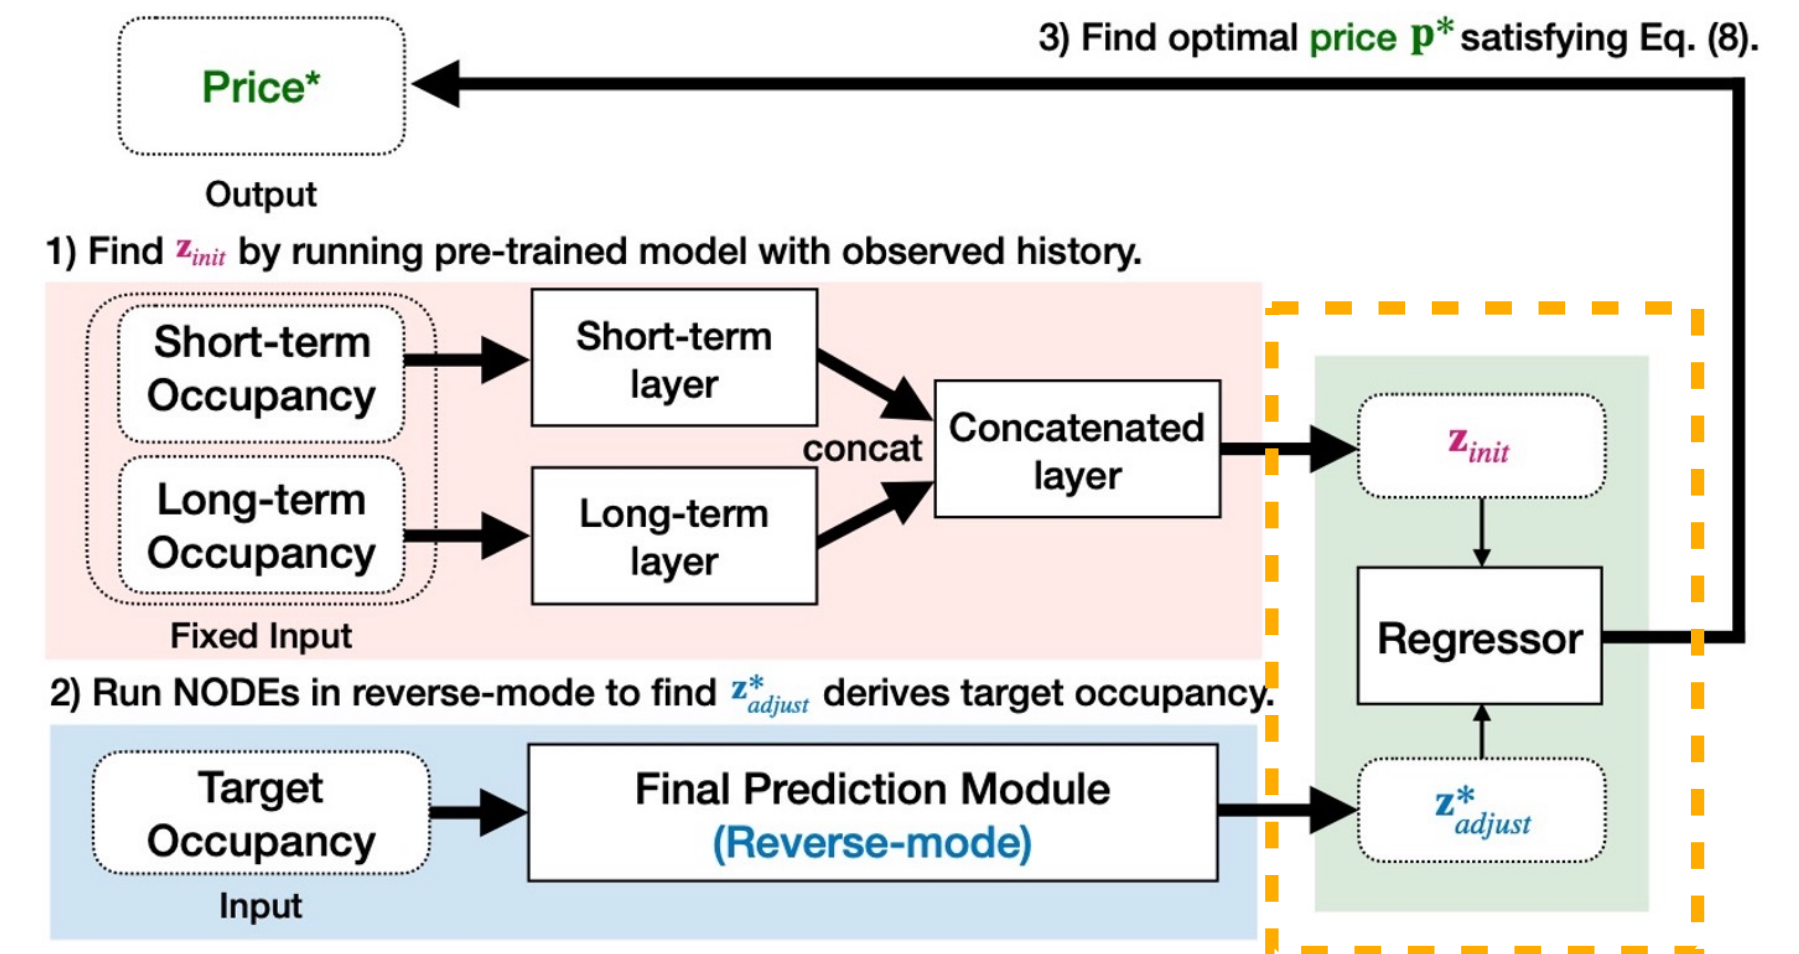 3) Find optimal price p* satisfying Eq. (8).
Price*
Output
1) Find z_init by running pre-trained model with observed history.
Short-term
Occupancy
Long-term
Occupancy
Fixed Input
Short-term
layer
Long-term
layer
concat
Concatenated
layer
z_init
Regressor
z*_adjust
2) Run NODEs in reverse-mode to find z*_adjust derives target occupancy.
Target
Occupancy
Input
Final Prediction Module
(Reverse-mode)